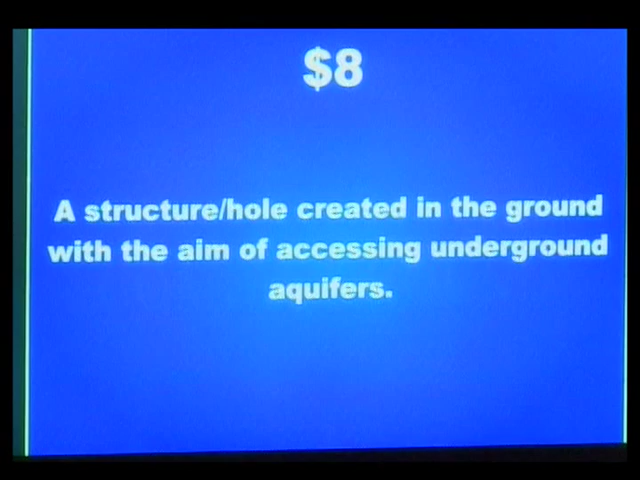 $8
A structure/hole created in the ground
with the aim of accessing underground
aquifers.